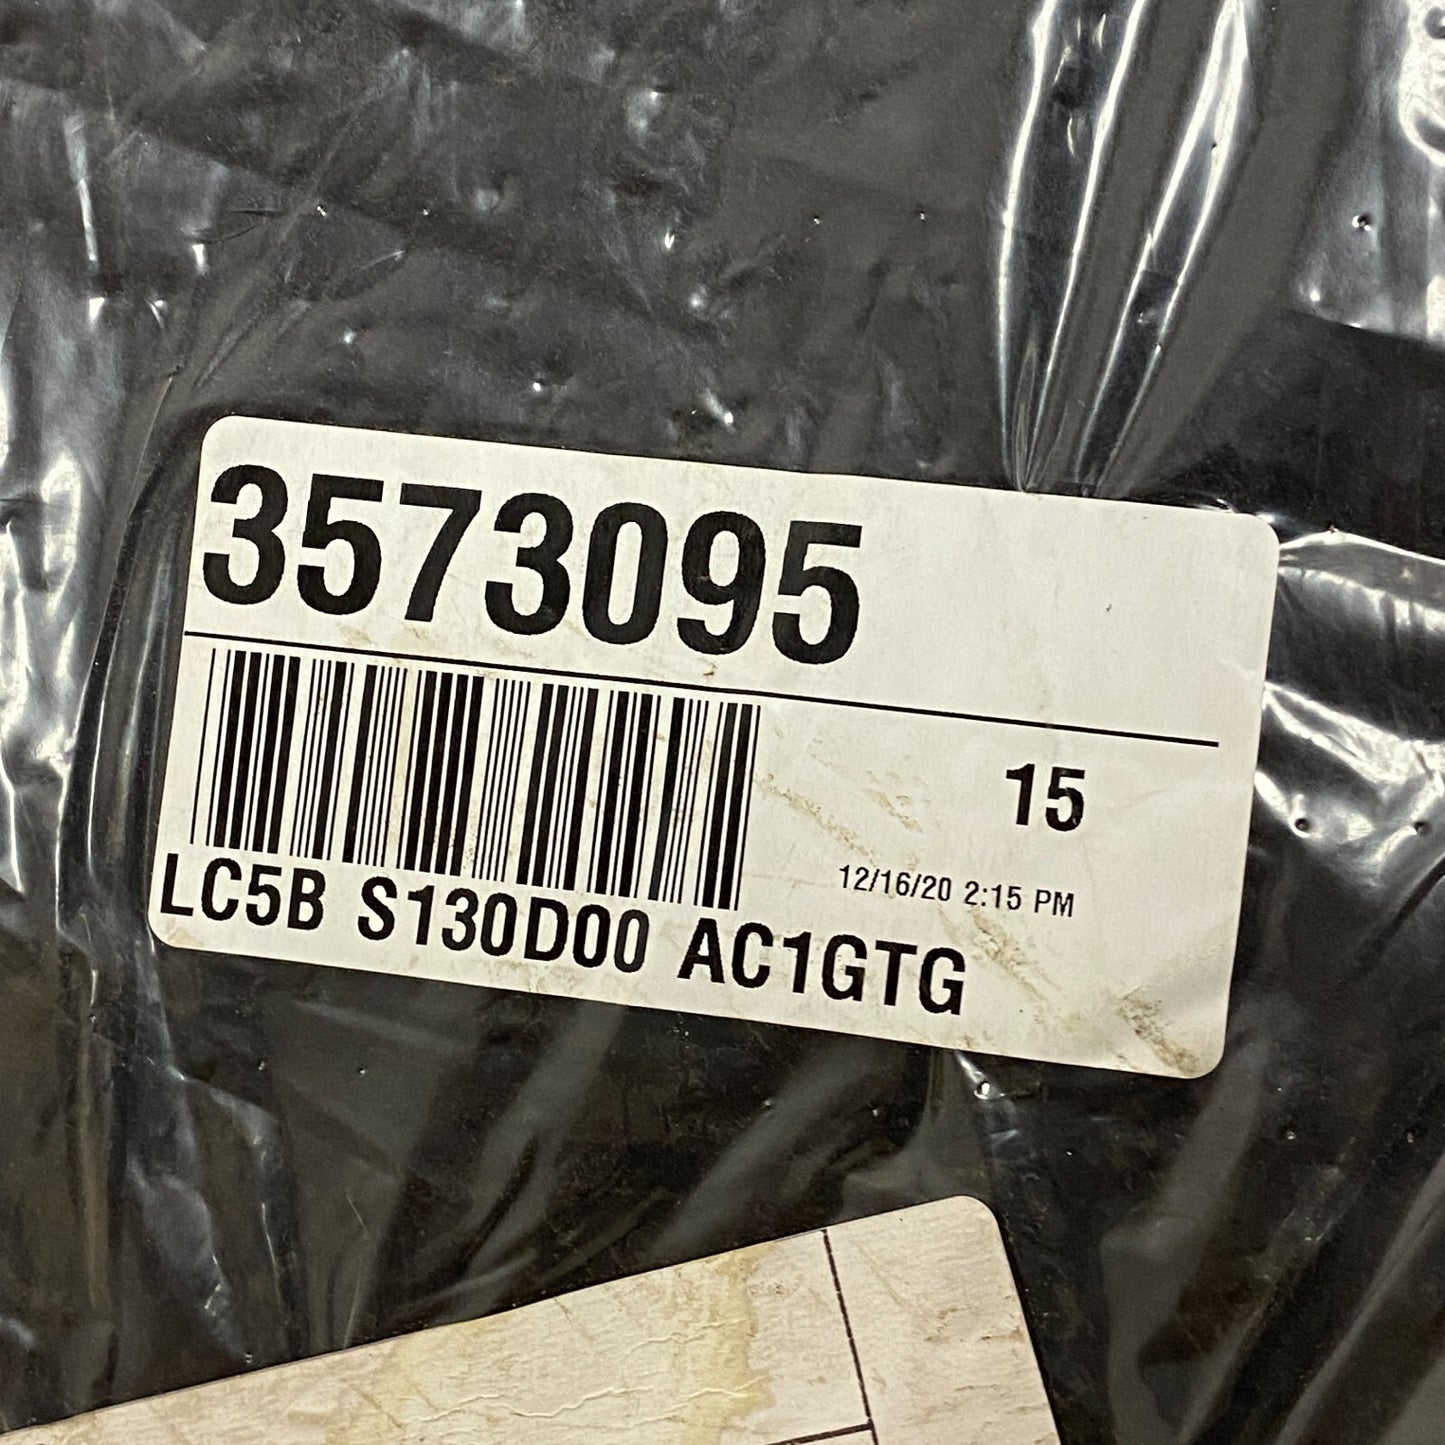 3573095
15
12/16/20 2:15 PM
LC5B S130D00 AC1GTG